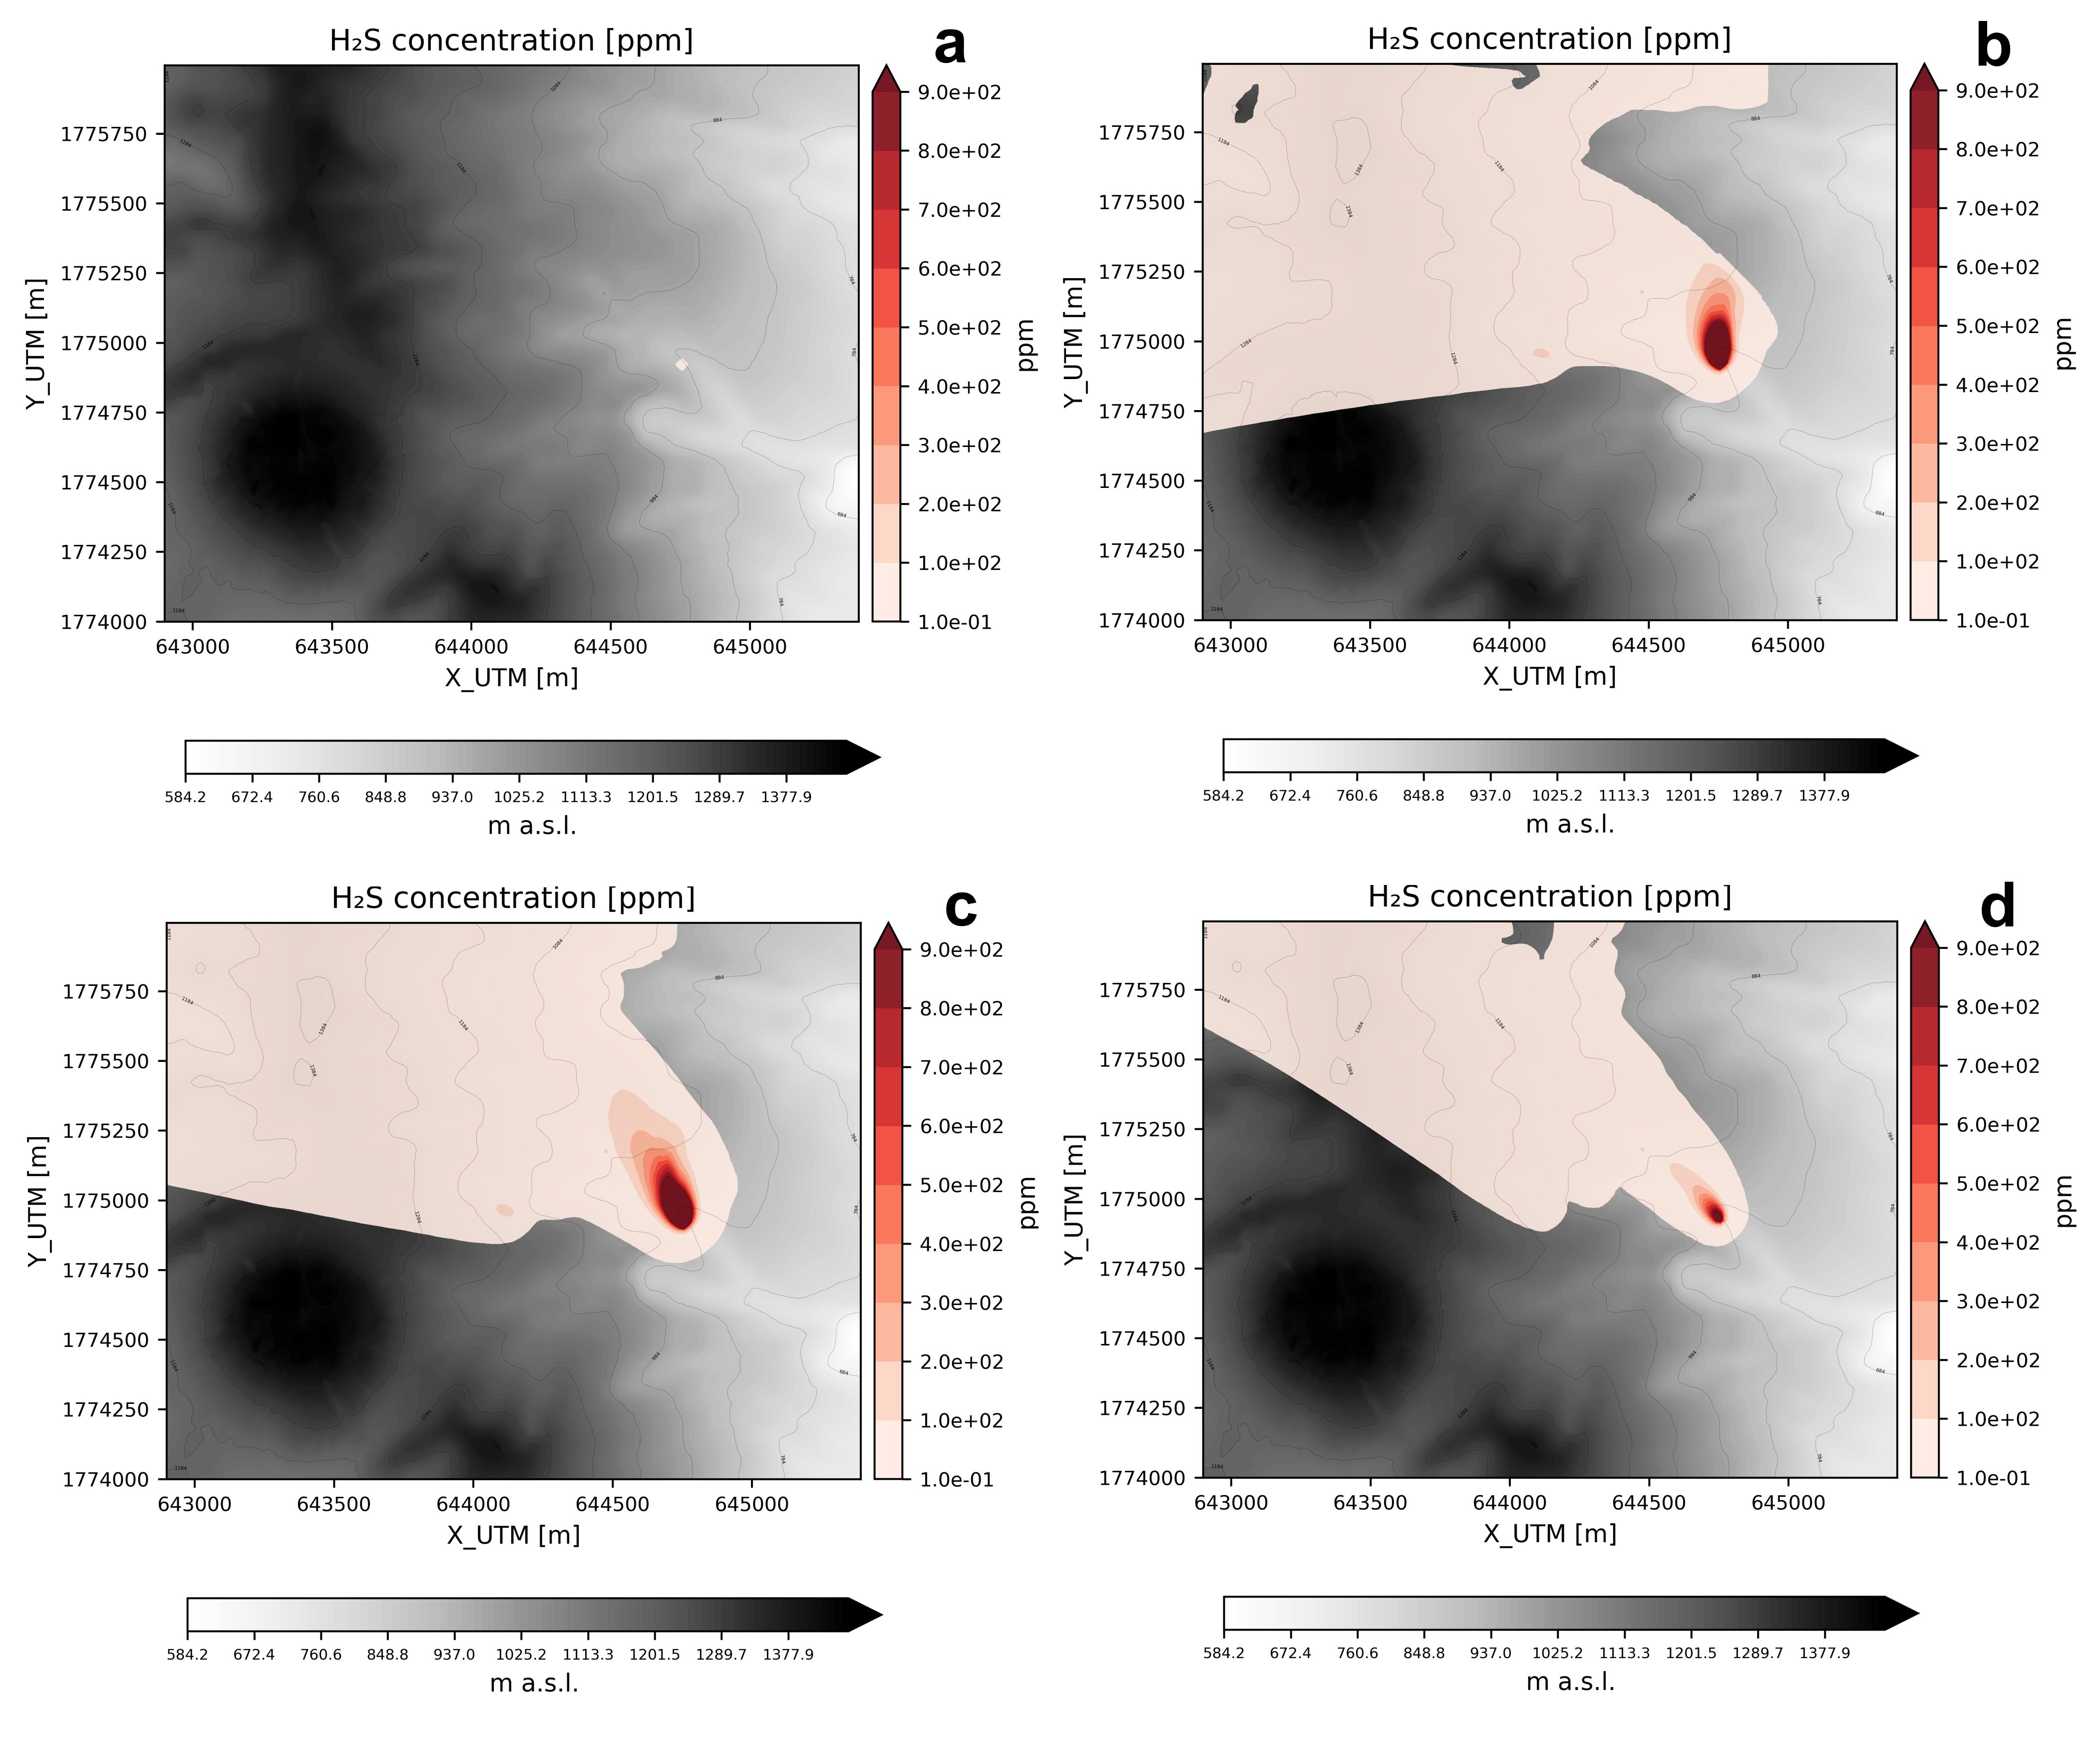 H₂S concentration [ppm]
a
1775750
1775500
1775250
1775000
1774750
1774500
1774250
1774000
Y_UTM [m]
643000 643500 644000 644500 645000
X_UTM [m]
9.0e+02
8.0e+02
7.0e+02
6.0e+02
5.0e+02
4.0e+02
3.0e+02
2.0e+02
1.0e+02
1.0e-01
ppm
584.2 672.4 760.6 848.8 937.0 1025.2 1113.3 1201.5 1289.7 1377.9
m a.s.l.
H₂S concentration [ppm]
b
1775750
1775500
1775250
1775000
1774750
1774500
1774250
1774000
Y_UTM [m]
643000 643500 644000 644500 645000
X_UTM [m]
9.0e+02
8.0e+02
7.0e+02
6.0e+02
5.0e+02
4.0e+02
3.0e+02
2.0e+02
1.0e+02
1.0e-01
ppm
584.2 672.4 760.6 848.8 937.0 1025.2 1113.3 1201.5 1289.7 1377.9
m a.s.l.
H₂S concentration [ppm]
c
1775750
1775500
1775250
1775000
1774750
1774500
1774250
1774000
Y_UTM [m]
643000 643500 644000 644500 645000
X_UTM [m]
9.0e+02
8.0e+02
7.0e+02
6.0e+02
5.0e+02
4.0e+02
3.0e+02
2.0e+02
1.0e+02
1.0e-01
ppm
584.2 672.4 760.6 848.8 937.0 1025.2 1113.3 1201.5 1289.7 1377.9
m a.s.l.
H₂S concentration [ppm]
d
1775750
1775500
1775250
1775000
1774750
1774500
1774250
1774000
Y_UTM [m]
643000 643500 644000 644500 645000
X_UTM [m]
9.0e+02
8.0e+02
7.0e+02
6.0e+02
5.0e+02
4.0e+02
3.0e+02
2.0e+02
1.0e+02
1.0e-01
ppm
584.2 672.4 760.6 848.8 937.0 1025.2 1113.3 1201.5 1289.7 1377.9
m a.s.l.